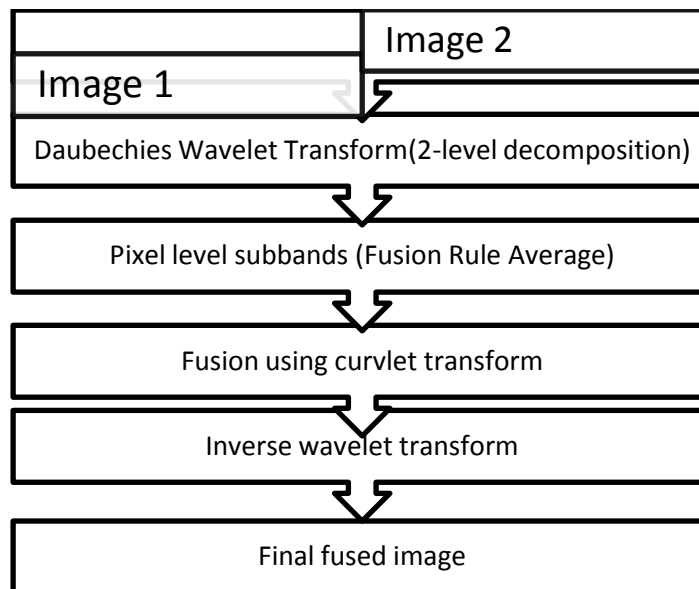 Image 1
Image 2
Daubechies Wavelet Transform(2-level decomposition)
Pixel level subbands (Fusion Rule Average)
Fusion using curvlet transform
Inverse wavelet transform
Final fused image